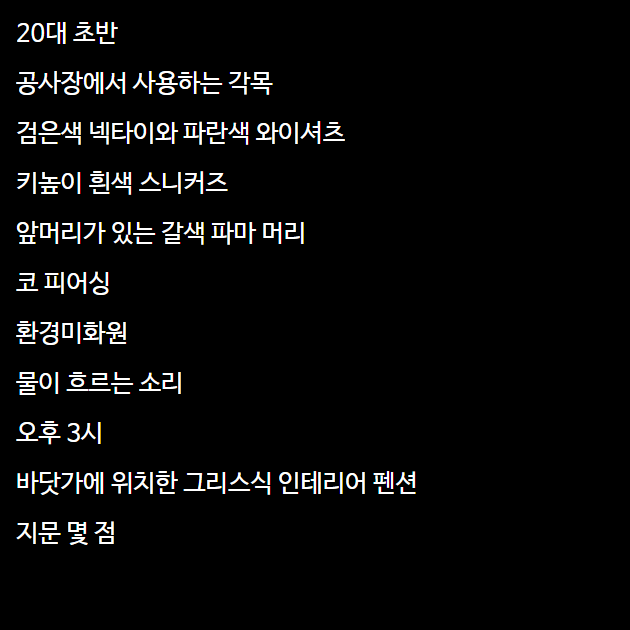 20대 초반
공사장에서 사용하는 각목
검은색 넥타이와 파란색 와이셔츠
키높이 흰색 스니커즈
앞머리가 있는 갈색 파마 머리
코 피어싱
환경미화원
물이 흐르는 소리
오후 3시
바닷가에 위치한 그리스식 인테리어 펜션
지문 몇 점